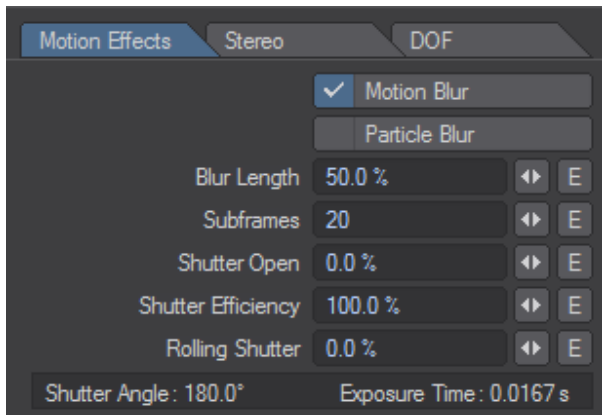 Motion Effects Stereo DOF
Motion Blur
Particle Blur
Blur Length 50.0 % E
Subframes 20 E
Shutter Open 0.0 % E
Shutter Efficiency 100.0 % E
Rolling Shutter 0.0 % E
Shutter Angle : 180.0° Exposure Time : 0.0167 s